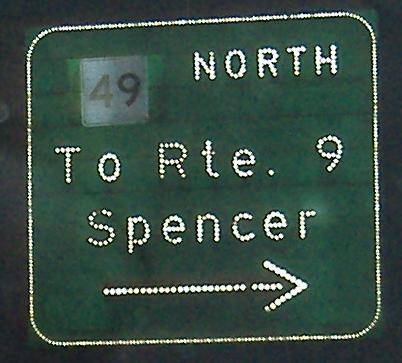 49 NORTH
To Rte. 9
Spencer